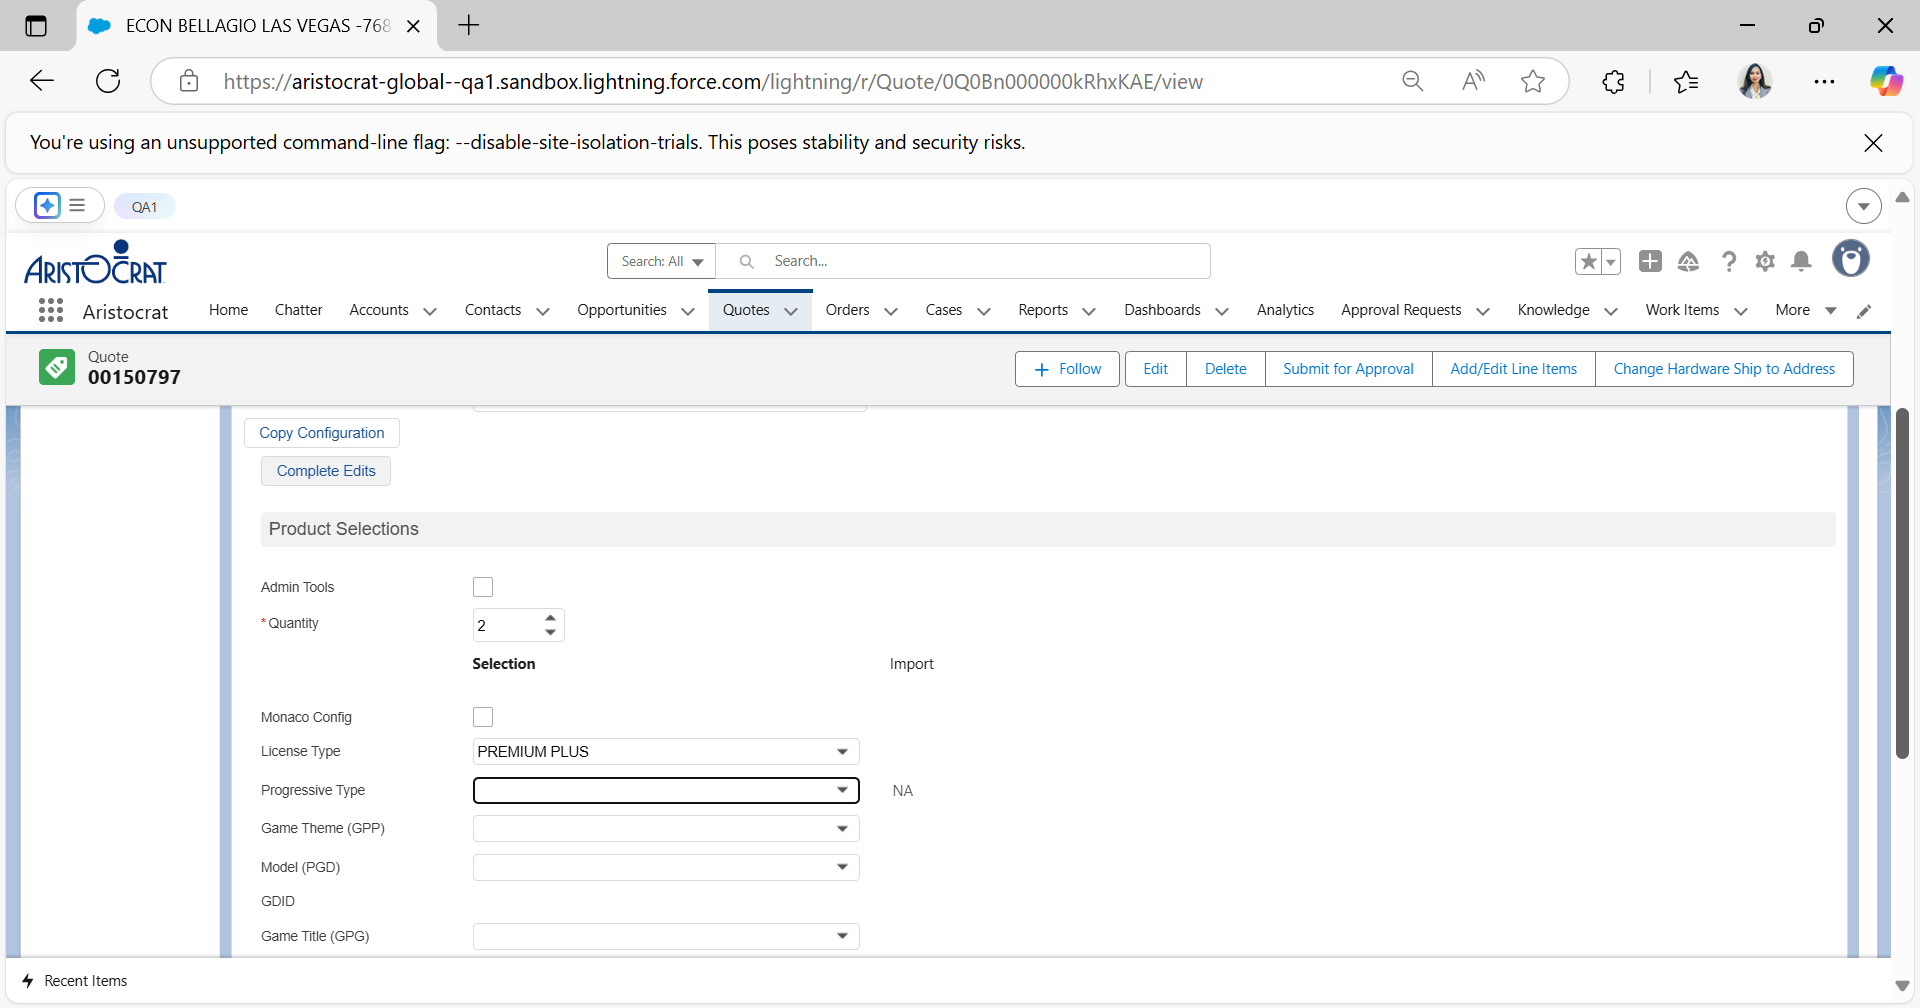 ECON BELLAGIO LAS VEGAS -768
https://aristocrat-global--qa1.sandbox.lightning.force.com/lightning/r/Quote/0Q0Bn000000kRhxKAE/view
You're using an unsupported command-line flag: --disable-site-isolation-trials. This poses stability and security risks.
QA1
ARISTOCRAT
Search: All
Search...
Aristocrat
Home
Chatter
Accounts
Contacts
Opportunities
Quotes
Orders
Cases
Reports
Dashboards
Analytics
Approval Requests
Knowledge
Work Items
More
Quote
00150797
Follow
Edit
Delete
Submit for Approval
Add/Edit Line Items
Change Hardware Ship to Address
Copy Configuration
Complete Edits
Product Selections
Admin Tools
*Quantity
2
Selection
Import
Monaco Config
License Type
PREMIUM PLUS
Progressive Type
NA
Game Theme (GPP)
Model (PGD)
GDID
Game Title (GPG)
Recent Items